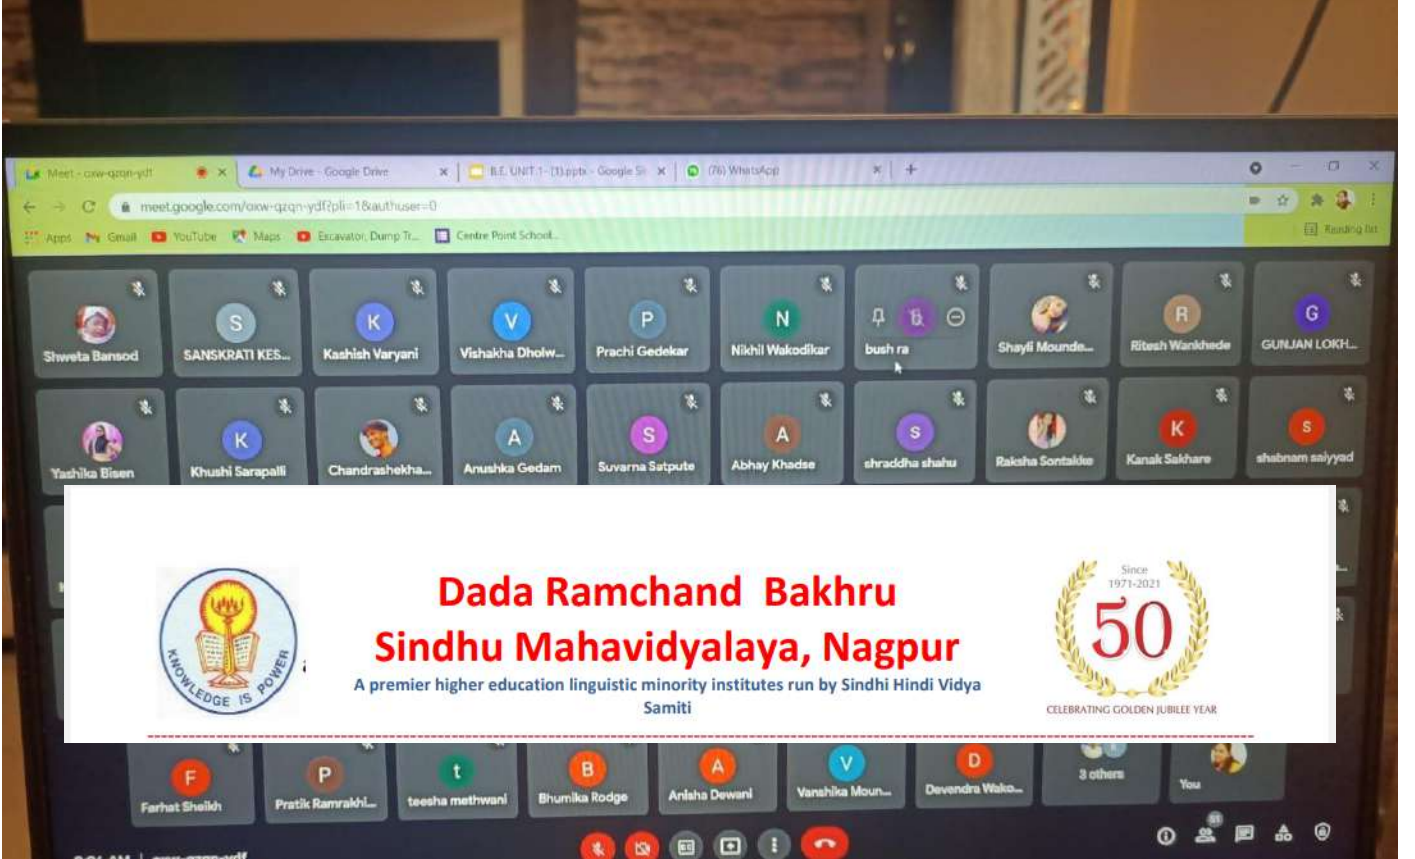 Meet - oxw-qzqn-ydf
My Drive - Google Drive
B.E. UNIT 1- (1).pptx - Google Sl
(76) WhatsApp
meet.google.com/oxw-qzqn-ydf?pli=1&authuser=0
Apps Gmail YouTube Maps Excavator, Dump Tr... Centre Point School... Reading list
S K V P N R G
Shweta Bansod SANSKRATI KES... Kashish Varyani Vishakha Dholw... Prachi Gedekar Nikhil Wakodikar bush ra Shayli Mounde... Ritesh Wankhede GUNJAN LOKH...
K A S A s K s
Yashika Bisen Khushi Sarapalli Chandrashekha... Anushka Gedam Suvarna Satpute Abhay Khadse shraddha shahu Raksha Sontakke Kanak Sakhare shabnam saiyyad
KNOWLEDGE IS POWER
Dada Ramchand Bakhru
Sindhu Mahavidyalaya, Nagpur
A premier higher education linguistic minority institutes run by Sindhi Hindi Vidya
Samiti
Since
1971-2021
50
CELEBRATING GOLDEN JUBILEE YEAR
F P t B A V D
Farhat Sheikh Pratik Ramrakhi... teesha methwani Bhumika Rodge Anisha Dewani Vanshika Moun... Devendra Wako... 3 others You
51